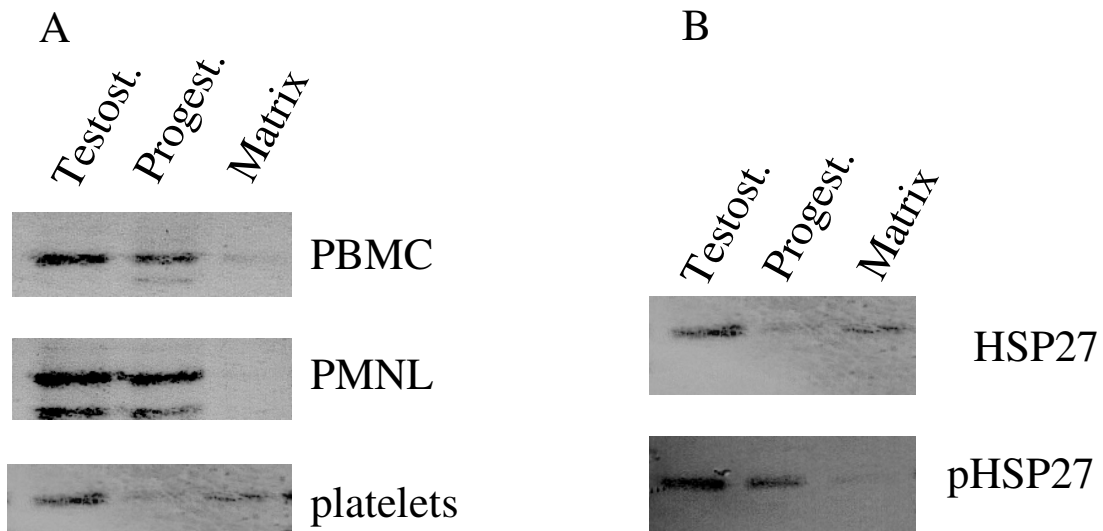 A
Testost.
Progest.
Matrix
PBMC
PMNL
platelets
B
Testost.
Progest.
Matrix
HSP27
pHSP27